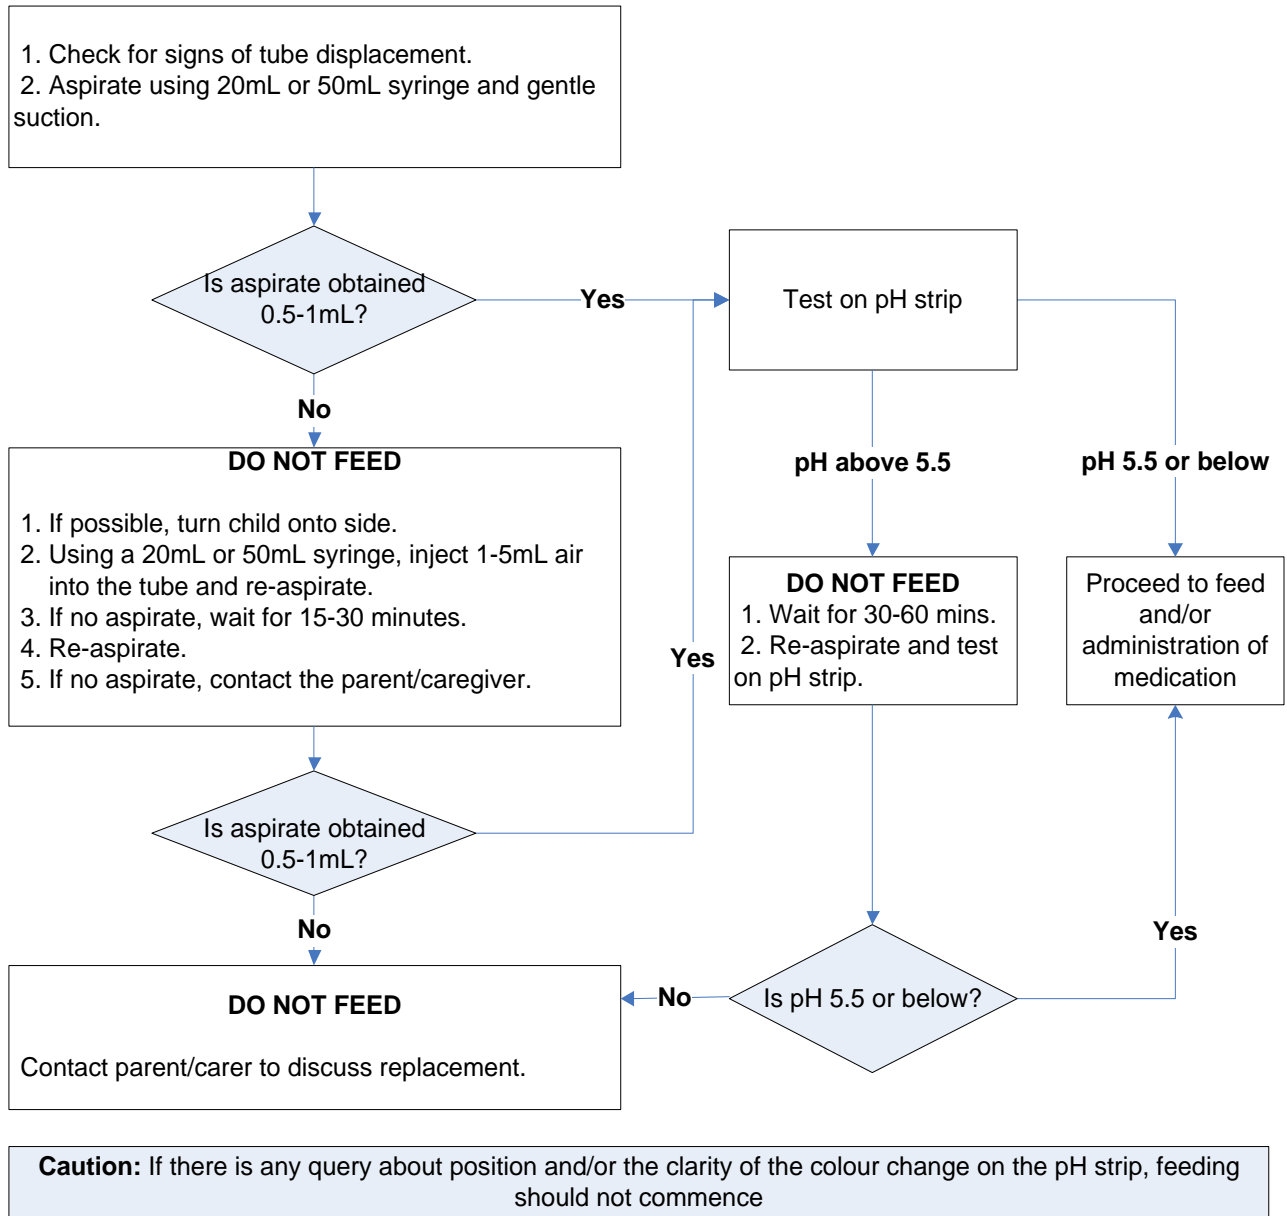 1. Check for signs of tube displacement.
2. Aspirate using 20mL or 50mL syringe and gentle
suction.
Is aspirate obtained
0.5-1mL?
Yes
Test on pH strip
No
DO NOT FEED
1. If possible, turn child onto side.
2. Using a 20mL or 50mL syringe, inject 1-5mL air
into the tube and re-aspirate.
3. If no aspirate, wait for 15-30 minutes.
4. Re-aspirate.
5. If no aspirate, contact the parent/caregiver.
pH above 5.5
pH 5.5 or below
DO NOT FEED
1. Wait for 30-60 mins.
2. Re-aspirate and test
on pH strip.
Proceed to feed
and/or
administration of
medication
Yes
Is aspirate obtained
0.5-1mL?
No
Is pH 5.5 or below?
No
Yes
DO NOT FEED
Contact parent/carer to discuss replacement.
Caution: If there is any query about position and/or the clarity of the colour change on the pH strip, feeding
should not commence